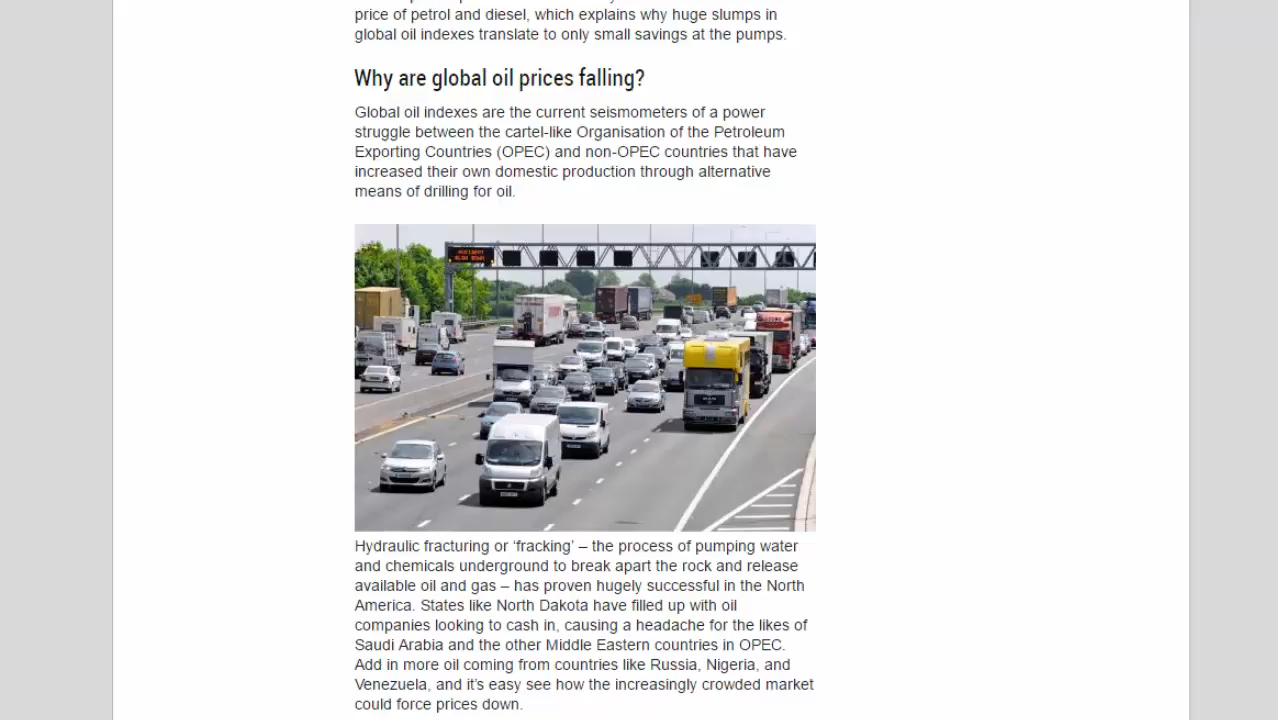 price of petrol and diesel, which explains why huge slumps in
global oil indexes translate to only small savings at the pumps.
Why are global oil prices falling?
Global oil indexes are the current seismometers of a power
struggle between the cartel-like Organisation of the Petroleum
Exporting Countries (OPEC) and non-OPEC countries that have
increased their own domestic production through alternative
means of drilling for oil.
Hydraulic fracturing or ‘fracking’ – the process of pumping water
and chemicals underground to break apart the rock and release
available oil and gas – has proven hugely successful in the North
America. States like North Dakota have filled up with oil
companies looking to cash in, causing a headache for the likes of
Saudi Arabia and the other Middle Eastern countries in OPEC.
Add in more oil coming from countries like Russia, Nigeria, and
Venezuela, and it’s easy see how the increasingly crowded market
could force prices down.